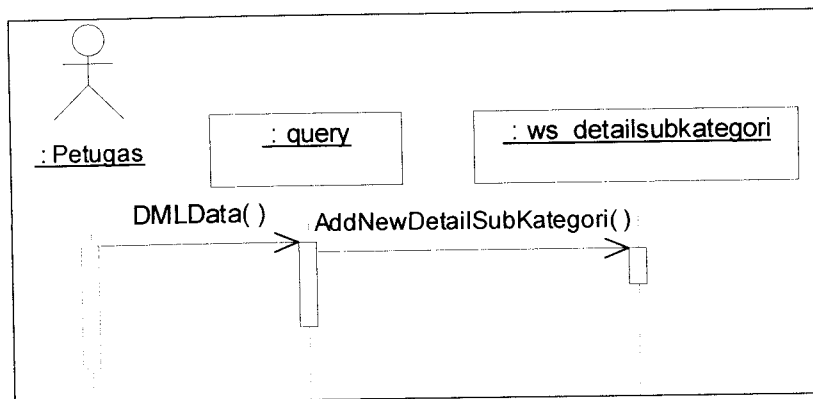 : Petugas
: query
: ws_detailsubkategori
DMLData( )
AddNewDetailSubKategori( )